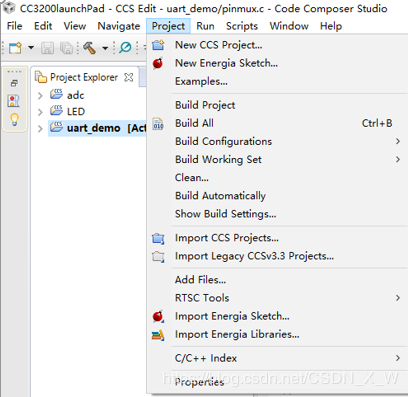 CC3200launchPad - CCS Edit - uart_demo/pinmux.c - Code Composer Studio
File Edit View Navigate Project Run Scripts Window Help
Project Explorer
adc
LED
uart_demo [Act
New CCS Project...
New Energia Sketch...
Examples...
Build Project
Build All Ctrl+B
Build Configurations
Build Working Set
Clean...
Build Automatically
Show Build Settings...
Import CCS Projects...
Import Legacy CCSv3.3 Projects...
Add Files...
RTSC Tools
Import Energia Sketch...
Import Energia Libraries...
C/C++ Index
Properties
https://blog.csdn.net/CSDN_X_W